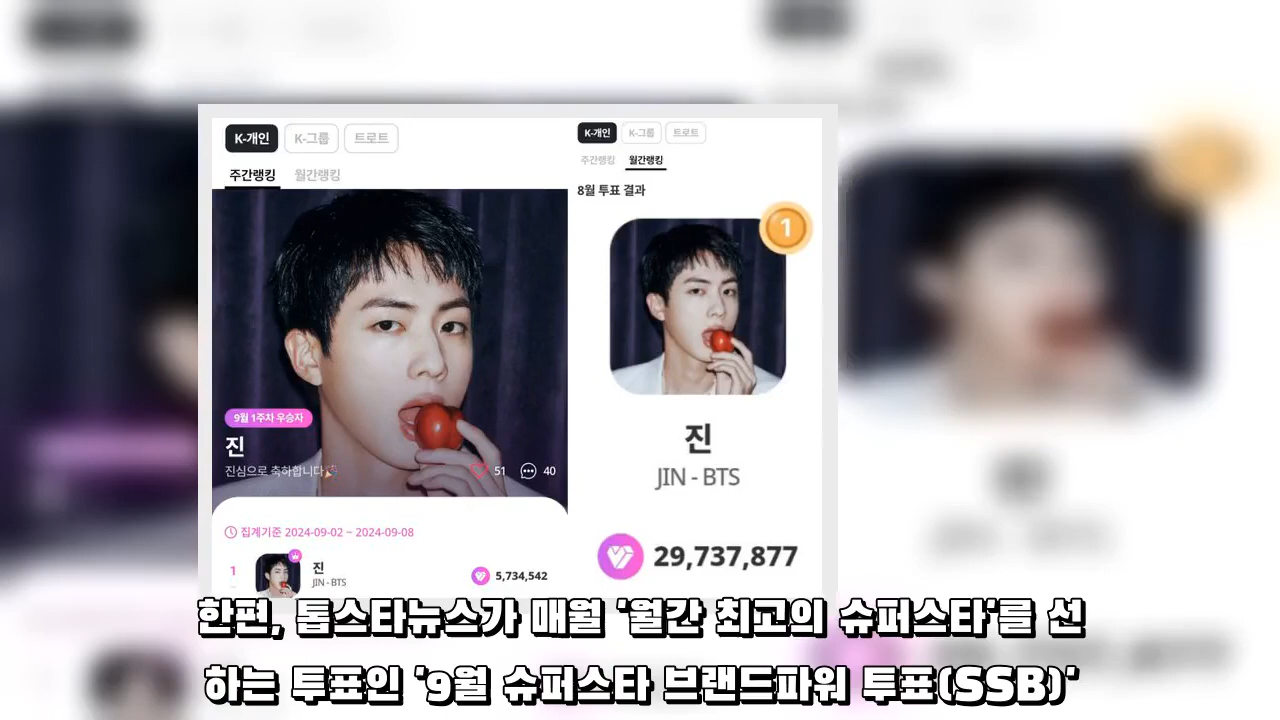 K-개인 K-그룹 트로트
주간랭킹 월간랭킹
9월 1주차 우승자
진
진심으로 축하합니다🎉 51 40
집계기준 2024-09-02 ~ 2024-09-08
1 진
JIN - BTS
5,734,542
K-개인 K-그룹 트로트
주간랭킹 월간랭킹
8월 투표 결과
1
진
JIN - BTS
29,737,877
한편, 톱스타뉴스가 매월 '월간 최고의 슈퍼스타'를 선
하는 투표인 '9월 슈퍼스타 브랜드파워 투표(SSB)'